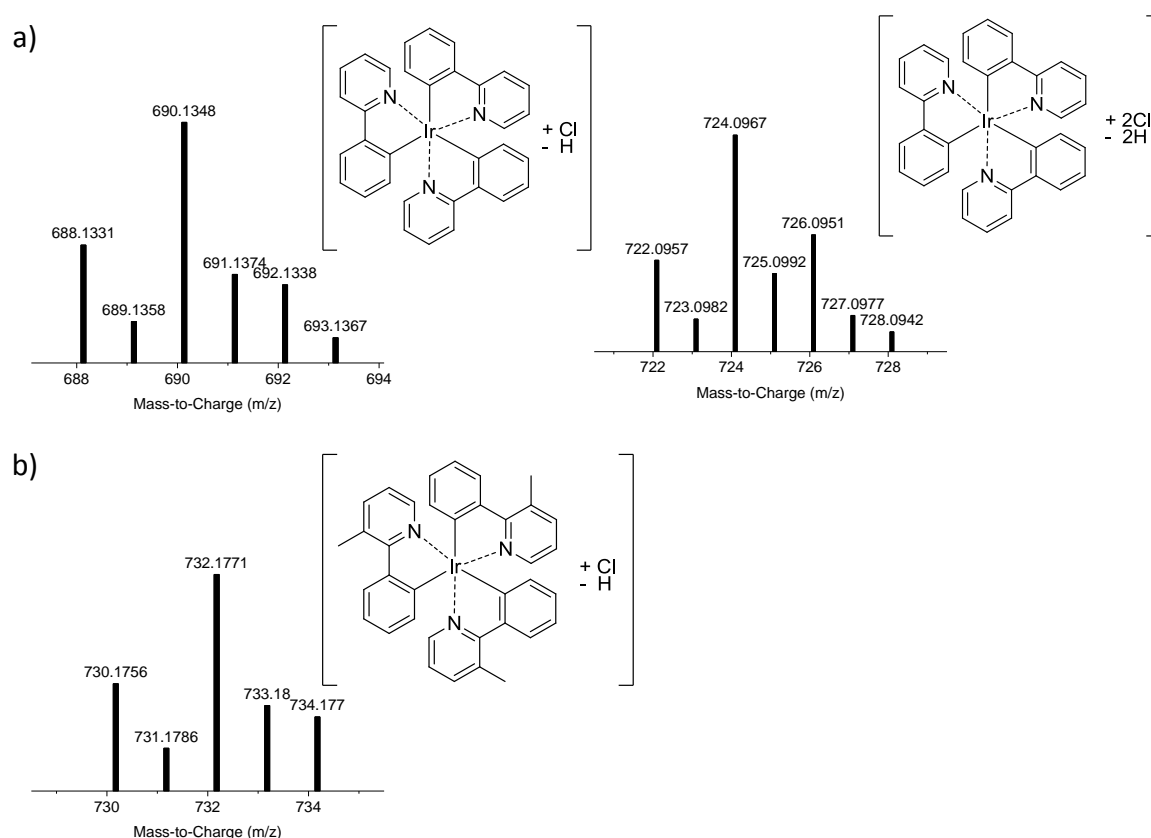 a)
690.1348
688.1331
691.1374
692.1338
689.1358
693.1367
688
690
692
694
Mass-to-Charge (m/z)
N
N
Ir
N
+ Cl
- H
724.0967
726.0951
722.0957
725.0992
723.0982
727.0977
728.0942
722
724
726
728
Mass-to-Charge (m/z)
N
N
Ir
N
+ 2Cl
- 2H
b)
732.1771
730.1756
733.18
734.177
731.1786
730
732
734
Mass-to-Charge (m/z)
N
N
Ir
N
+ Cl
- H